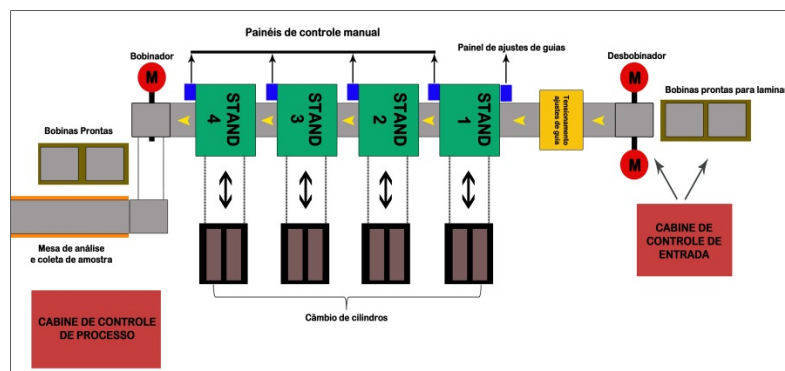 Painéis de controle manual
Painel de ajustes de guias
Bobinador
Desbobinador
M
M
Bobinas prontas para laminar
STAND 4
STAND 3
STAND 2
STAND 1
Tensionamento
ajustes de guia
Bobinas Prontas
M
Mesa de análise
e coleta de amostra
CABINE DE
CONTROLE DE
ENTRADA
CABINE DE CONTROLE
DE PROCESSO
Câmbio de cilindros